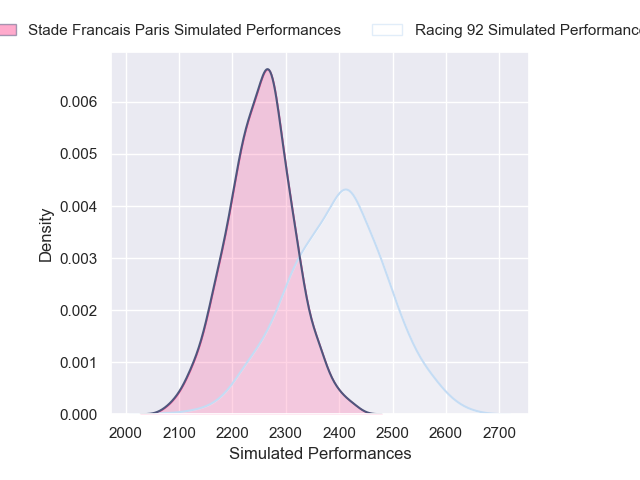 Stade Francais Paris Simulated Performances Racing 92 Simulated Performanc
0.006
0.005
0.004
0.003
0.002
0.001
0.000
Density
2000 2100 2200 2300 2400 2500 2600 2700
Simulated Performances